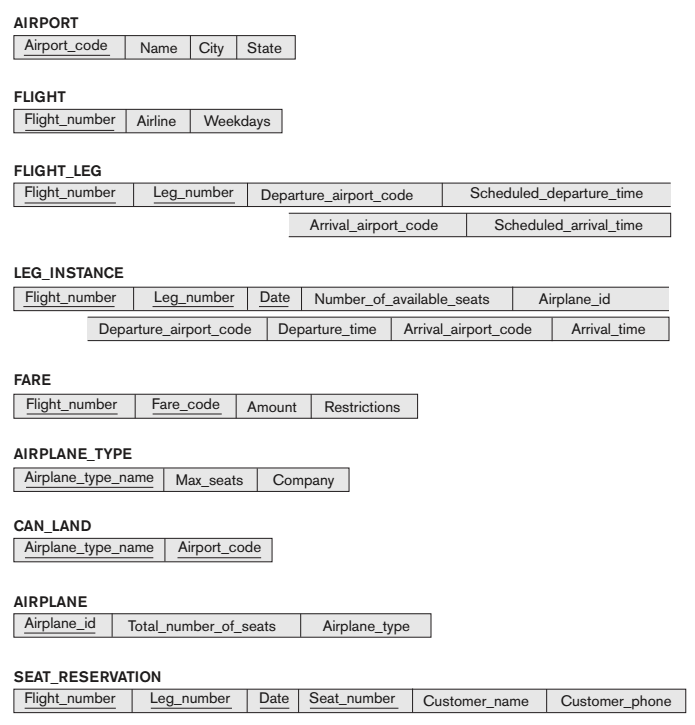 AIRPORT
Airport_code Name City State
FLIGHT
Flight_number Airline Weekdays
FLIGHT_LEG
Flight_number Leg_number Departure_airport_code Scheduled_departure_time
Arrival_airport_code Scheduled_arrival_time
LEG_INSTANCE
Flight_number Leg_number Date Number_of_available_seats Airplane_id
Departure_airport_code Departure_time Arrival_airport_code Arrival_time
FARE
Flight_number Fare_code Amount Restrictions
AIRPLANE_TYPE
Airplane_type_name Max_seats Company
CAN_LAND
Airplane_type_name Airport_code
AIRPLANE
Airplane_id Total_number_of_seats Airplane_type
SEAT_RESERVATION
Flight_number Leg_number Date Seat_number Customer_name Customer_phone